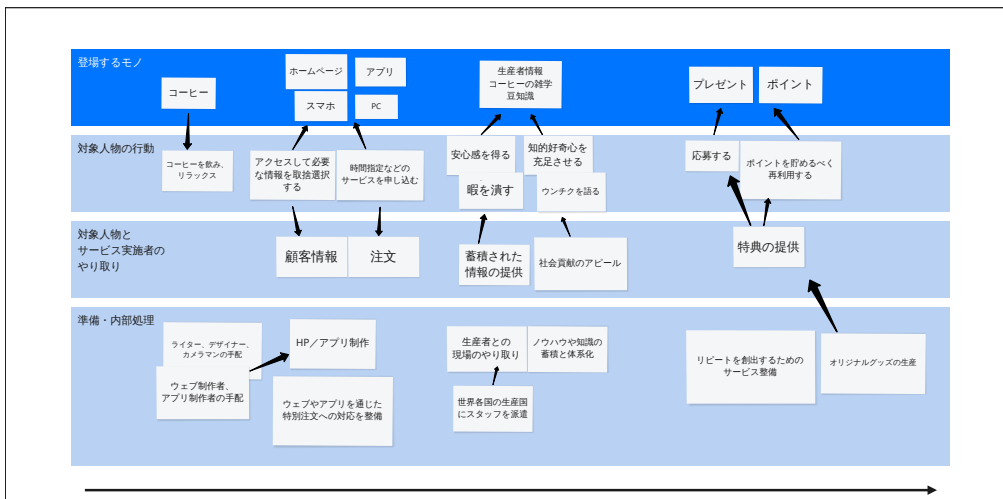 登場するモノ
コーヒー
ホームページ
アプリ
スマホ
PC
生産者情報
コーヒーの雑学
豆知識
プレゼント
ポイント
対象人物の行動
コーヒーを飲み、
リラックス
アクセスして必要
な情報を取捨選択
する
時間指定などの
サービスを申し込む
安心感を得る
知的好奇心を
充足させる
暇を潰す
ウンチクを語る
応募する
ポイントを貯めるべく
再利用する
対象人物と
サービス実施者の
やり取り
顧客情報
注文
蓄積された
情報の提供
社会貢献のアピール
特典の提供
準備・内部処理
ライター、デザイナー、
カメラマンの手配
ウェブ制作者、
アプリ制作者の手配
HP／アプリ制作
ウェブやアプリを通じた
特別注文への対応を整備
生産者との
現場のやり取り
ノウハウや知識の
蓄積と体系化
世界各国の生産国
にスタッフを派遣
リピートを創出するための
サービス整備
オリジナルグッズの生産